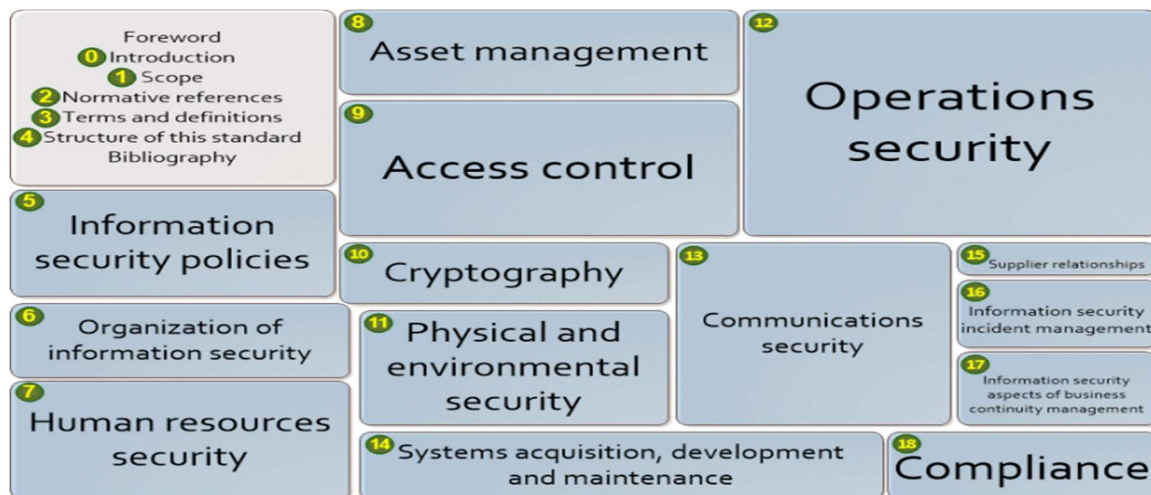 Foreword
0 Introduction
1 Scope
2 Normative references
3 Terms and definitions
4 Structure of this standard
Bibliography
5
Information
security policies
6
Organization of
information security
7
Human resources
security
8
Asset management
9
Access control
10
Cryptography
11
Physical and
environmental
security
12
Operations
security
13
Communications
security
14
Systems acquisition, development
and maintenance
15
Supplier relationships
16
Information security
incident management
17
Information security
aspects of business
continuity management
18
Compliance